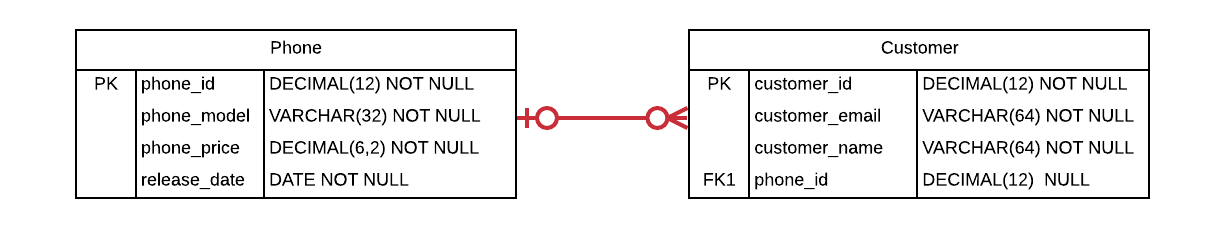 Phone
PK phone_id DECIMAL(12) NOT NULL
phone_model VARCHAR(32) NOT NULL
phone_price DECIMAL(6,2) NOT NULL
release_date DATE NOT NULL
Customer
PK customer_id DECIMAL(12) NOT NULL
customer_email VARCHAR(64) NOT NULL
customer_name VARCHAR(64) NOT NULL
FK1 phone_id DECIMAL(12) NULL